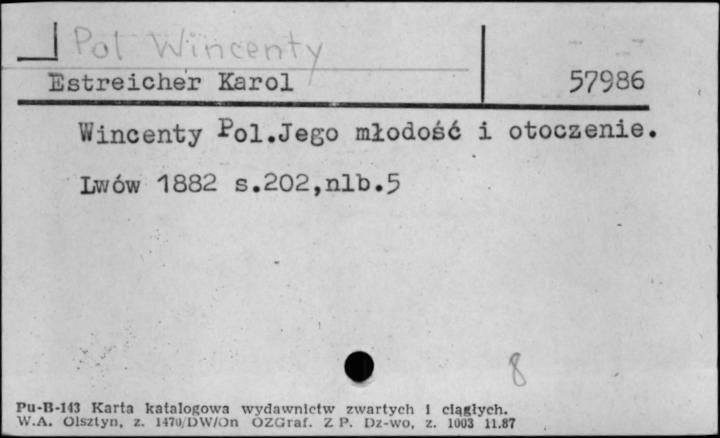 Pol Wincenty
Estreicher Karol 57986
Wincenty Pol.Jego młodość i otoczenie.
Lwów 1882 s.202,nlb.5
8
Pu-B-143 Karta katalogowa wydawnictw zwartych i ciągłych.
W.A. Olsztyn, z. 1470/DW/On OZGraf. Z P. Dz-wo, z. 1003 11.87